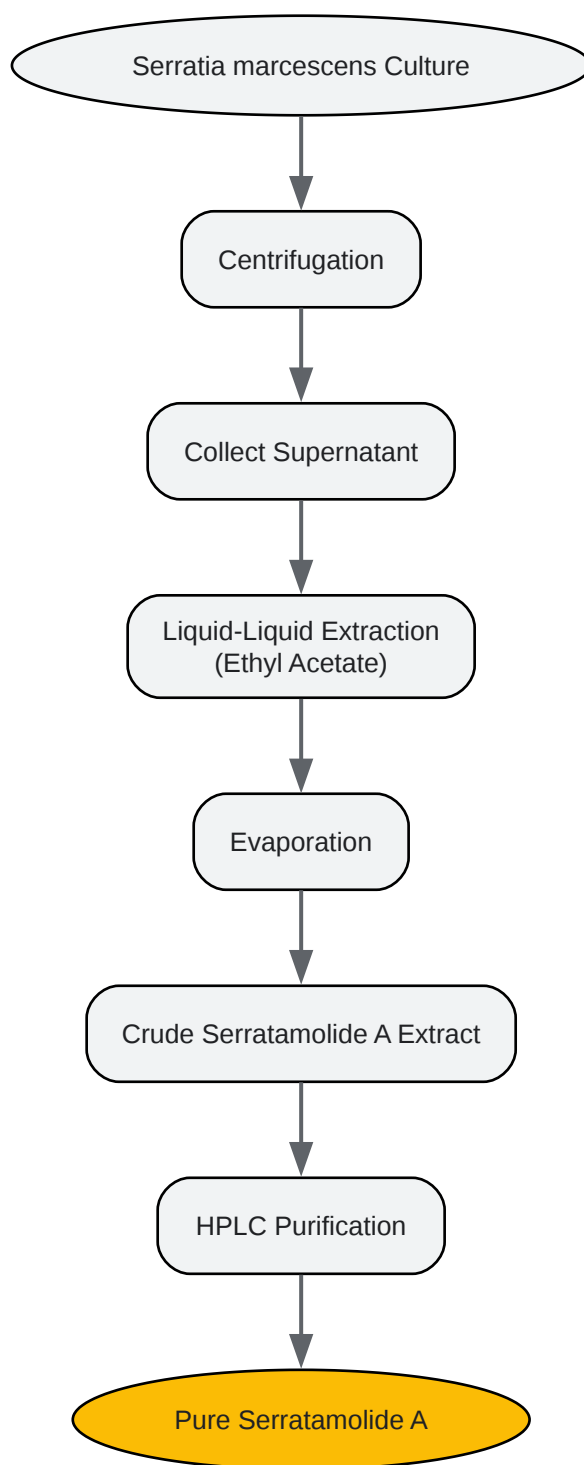 Serratia marcescens Culture
Centrifugation
Collect Supernatant
Liquid-Liquid Extraction
(Ethyl Acetate)
Evaporation
Crude Serratamolide A Extract
HPLC Purification
Pure Serratamolide A